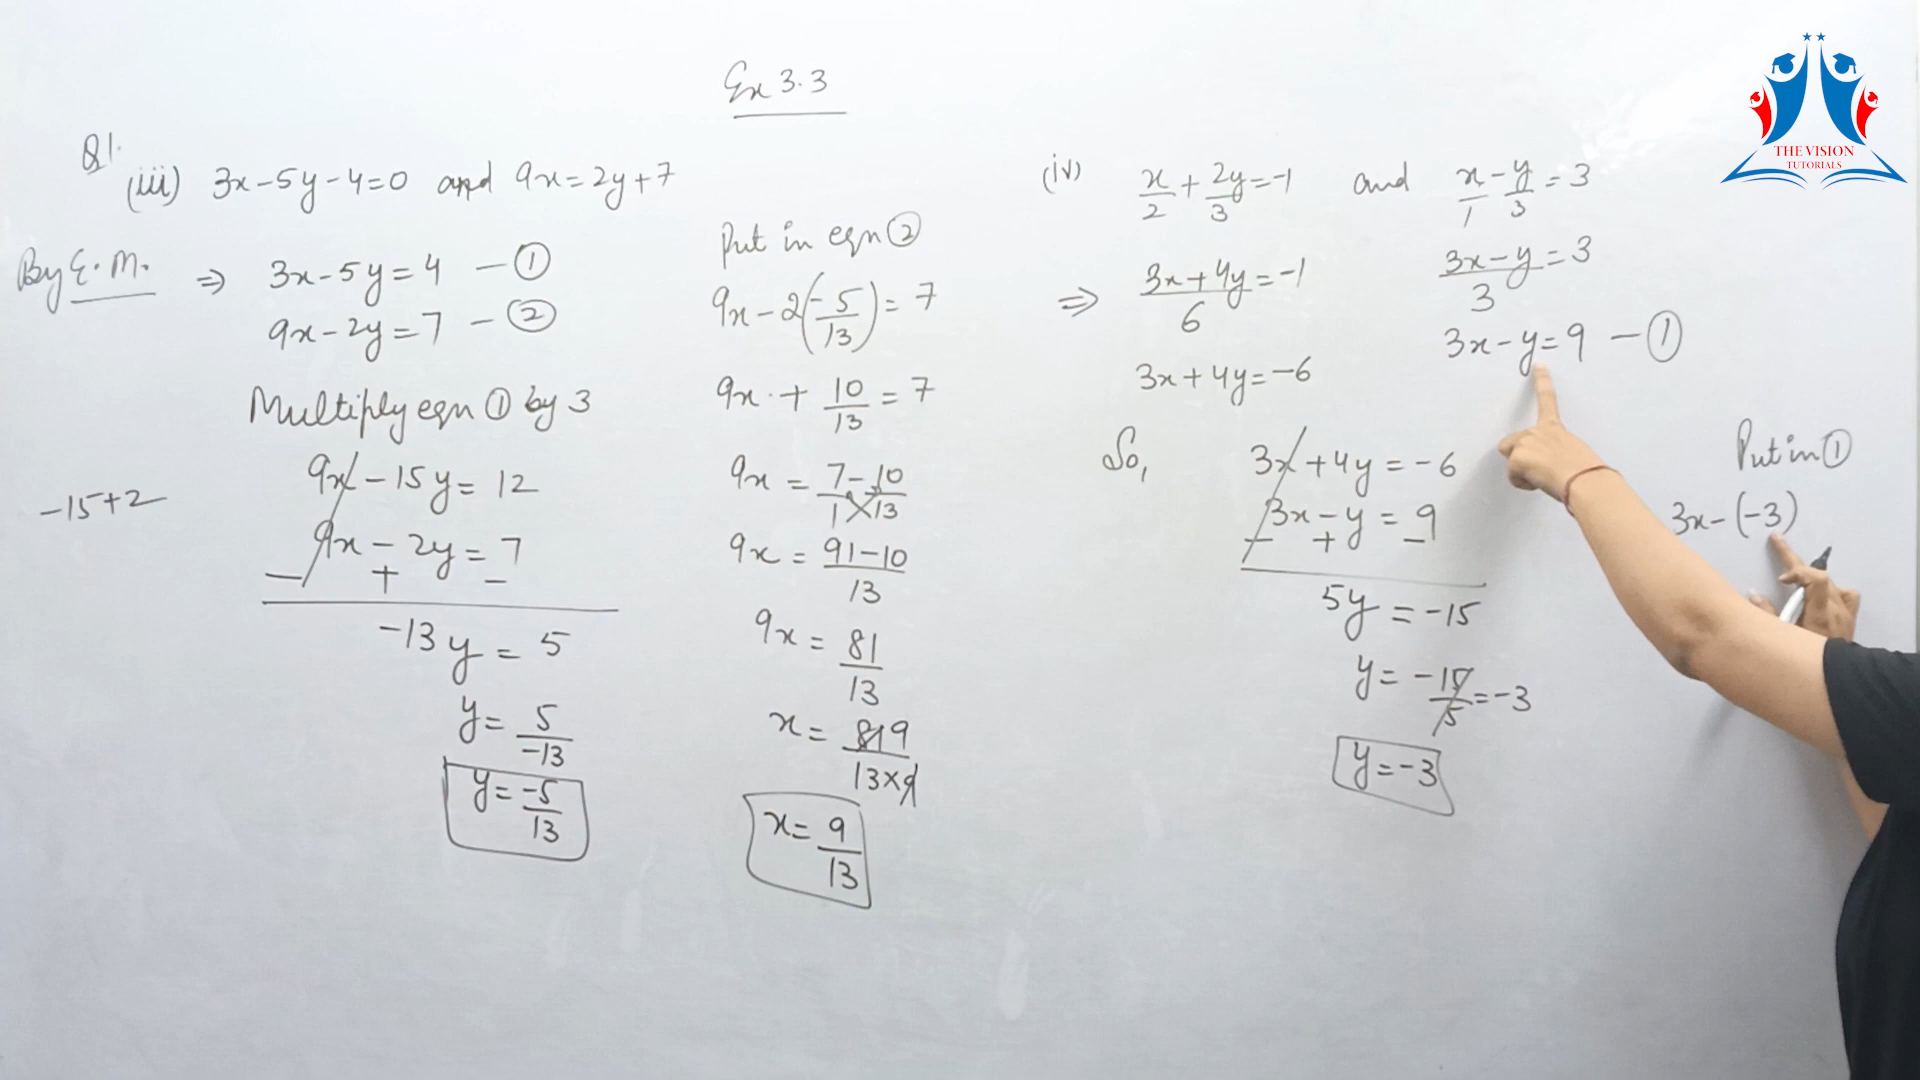 Ex 3.3
Q1.
(iii) 3x-5y-4=0 and 9x=2y+7
By E.M. ⇒ 3x-5y=4 -①
9x-2y=7 -②
Multiply eqn ① by 3
9x-15y=12
-15+2
9x-2y=7
- + -
-13y=5
y=5/-13
y=-5/13
Put in eqn ②
9x-2(-5/13)=7
9x+10/13=7
9x=7/1-10/13
9x=91-10/13
9x=81/13
x=819/13×9
x=9/13
(iv) x/2+2y/3=-1 and x/1-y/3=3
⇒ 3x+4y/6=-1
3x+4y=-6
3x-y/3=3
3x-y=9 -①
So, 3x+4y=-6
3x-y=9
- + -
5y=-15
y=-15/5=-3
y=-3
Put in ①
3x-(-3)
THE VISION
TUTORIALS